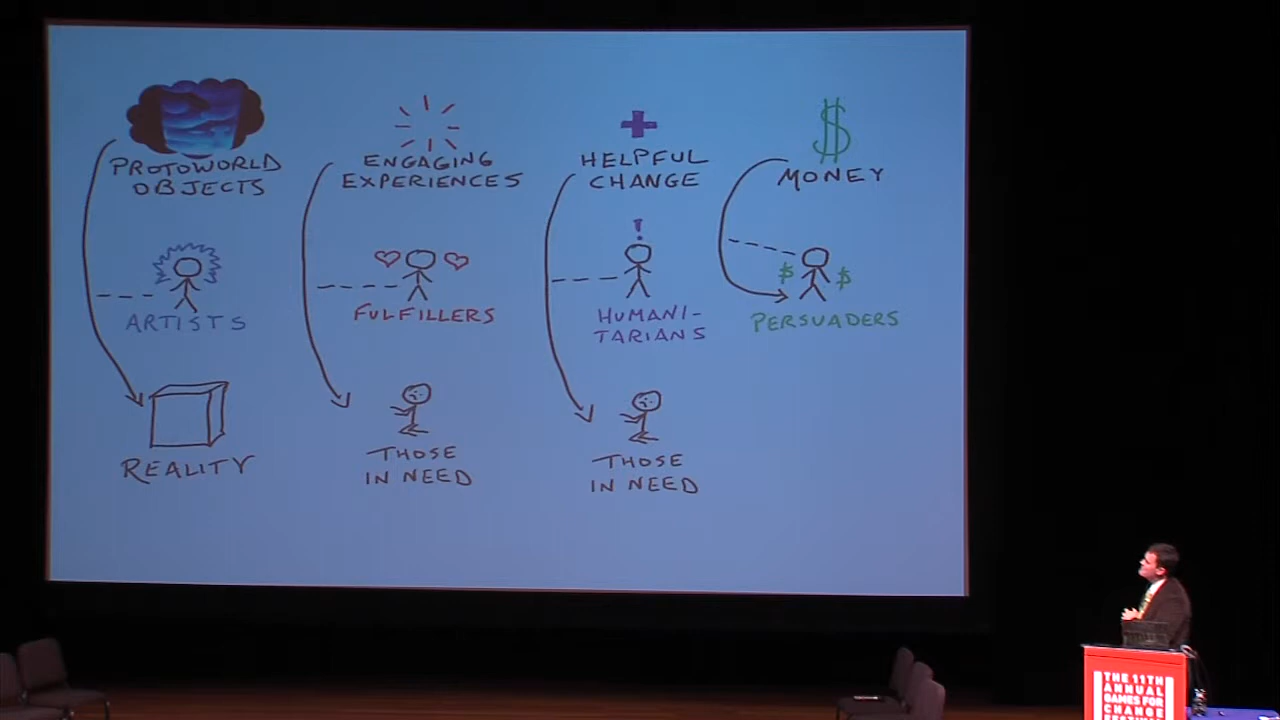 PROTOWORLD
OBJECTS
ENGAGING
EXPERIENCES
HELPFUL
CHANGE
$
MONEY
!
$ $
ARTISTS
FULFILLERS
HUMANI-
TARIANS
PERSUADERS
REALITY
THOSE
IN NEED
THOSE
IN NEED
THE 11TH
ANNUAL
GAMES FOR
CHANGE